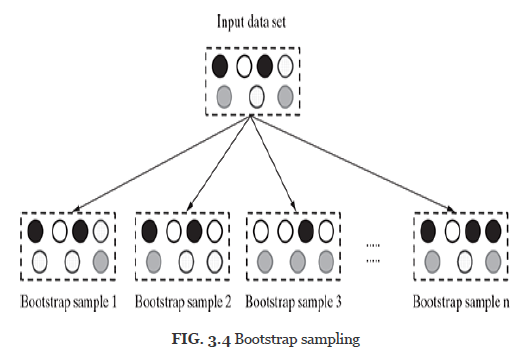 Input data set
Bootstrap sample 1 Bootstrap sample 2 Bootstrap sample 3 Bootstrap sample n
FIG. 3.4 Bootstrap sampling